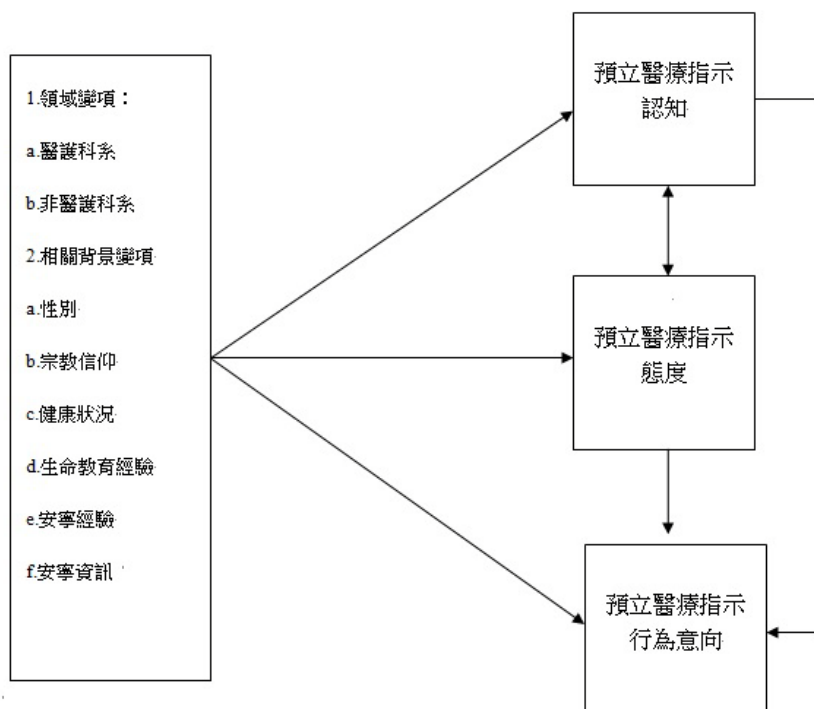 1.領域變項：
a.醫護科系
b.非醫護科系
2.相關背景變項
a.性別
b.宗教信仰
c.健康狀況
d.生命教育經驗
e.安寧經驗
f.安寧資訊
預立醫療指示
認知
預立醫療指示
態度
預立醫療指示
行為意向